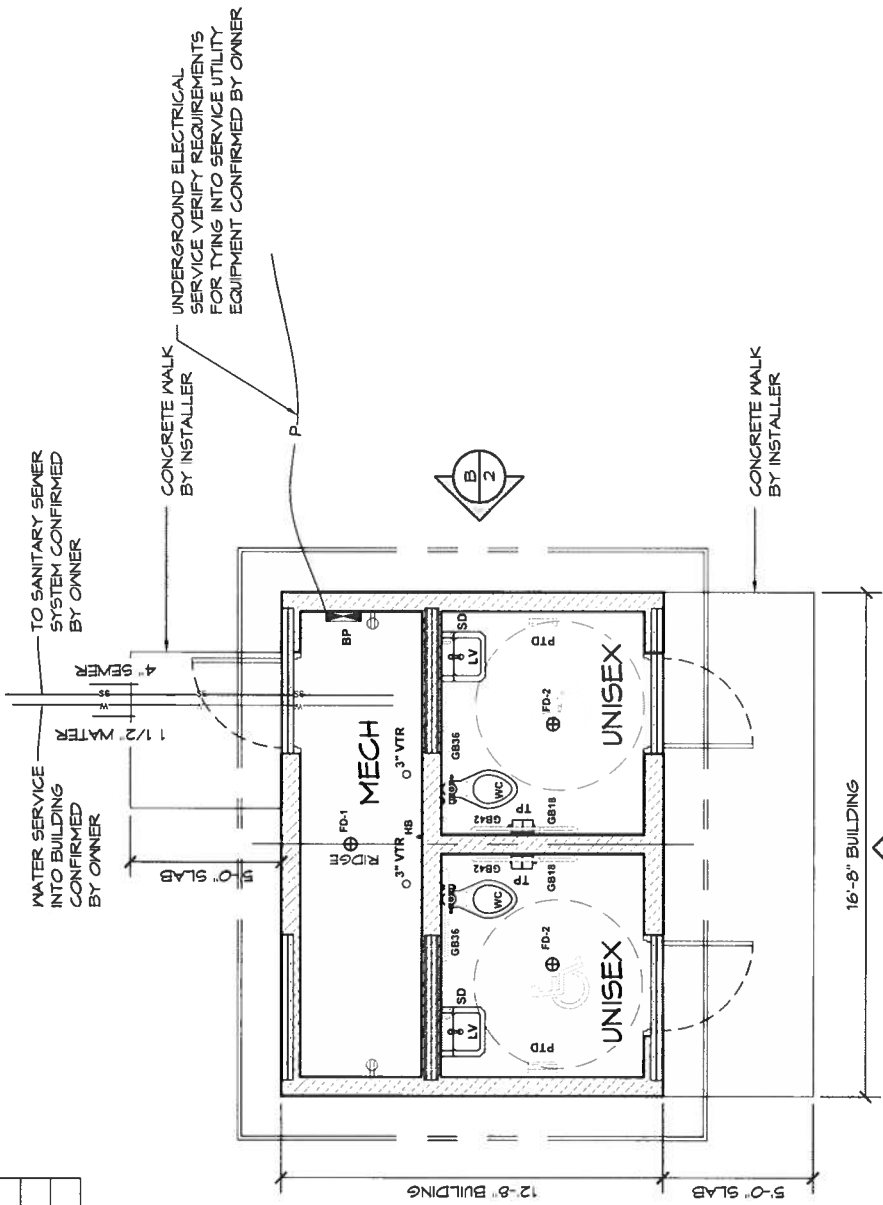 WATER SERVICE
INTO BUILDING
CONFIRMED
BY OWNER
TO SANITARY SEWER
SYSTEM CONFIRMED
BY OWNER
CONCRETE WALK
BY INSTALLER
UNDERGROUND ELECTRICAL
SERVICE VERIFY REQUIREMENTS
FOR TYING INTO SERVICE UTILITY
EQUIPMENT CONFIRMED BY OWNER
1 1/2" WATER
4" SEWER
W
SS
W
SS
W
SS
5'-0" SLAB
P
BP
MECH
FD-1
RIDGE
3" VTR
3" VTR
HB
B
2
SD
LV
GB36
WC
GB42
TP
GB18
FD-2
PTD
UNISEX
SD
LV
GB36
WC
GB42
TP
GB18
FD-2
PTD
UNISEX
CONCRETE WALK
BY INSTALLER
12'-8" BUILDING
5'-0" SLAB
16'-8" BUILDING